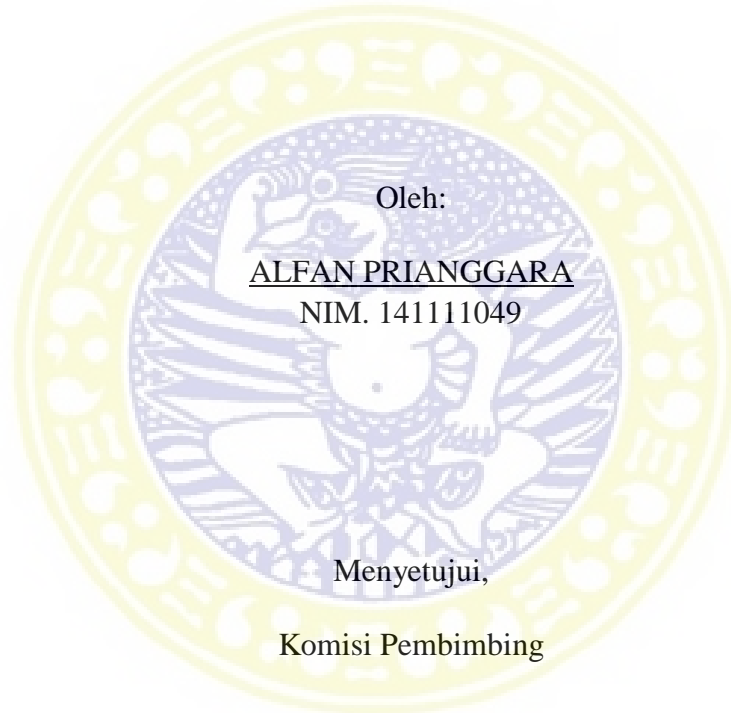 Oleh:
ALFAN PRIANGGARA
NIM. 141111049
Menyetujui,
Komisi Pembimbing